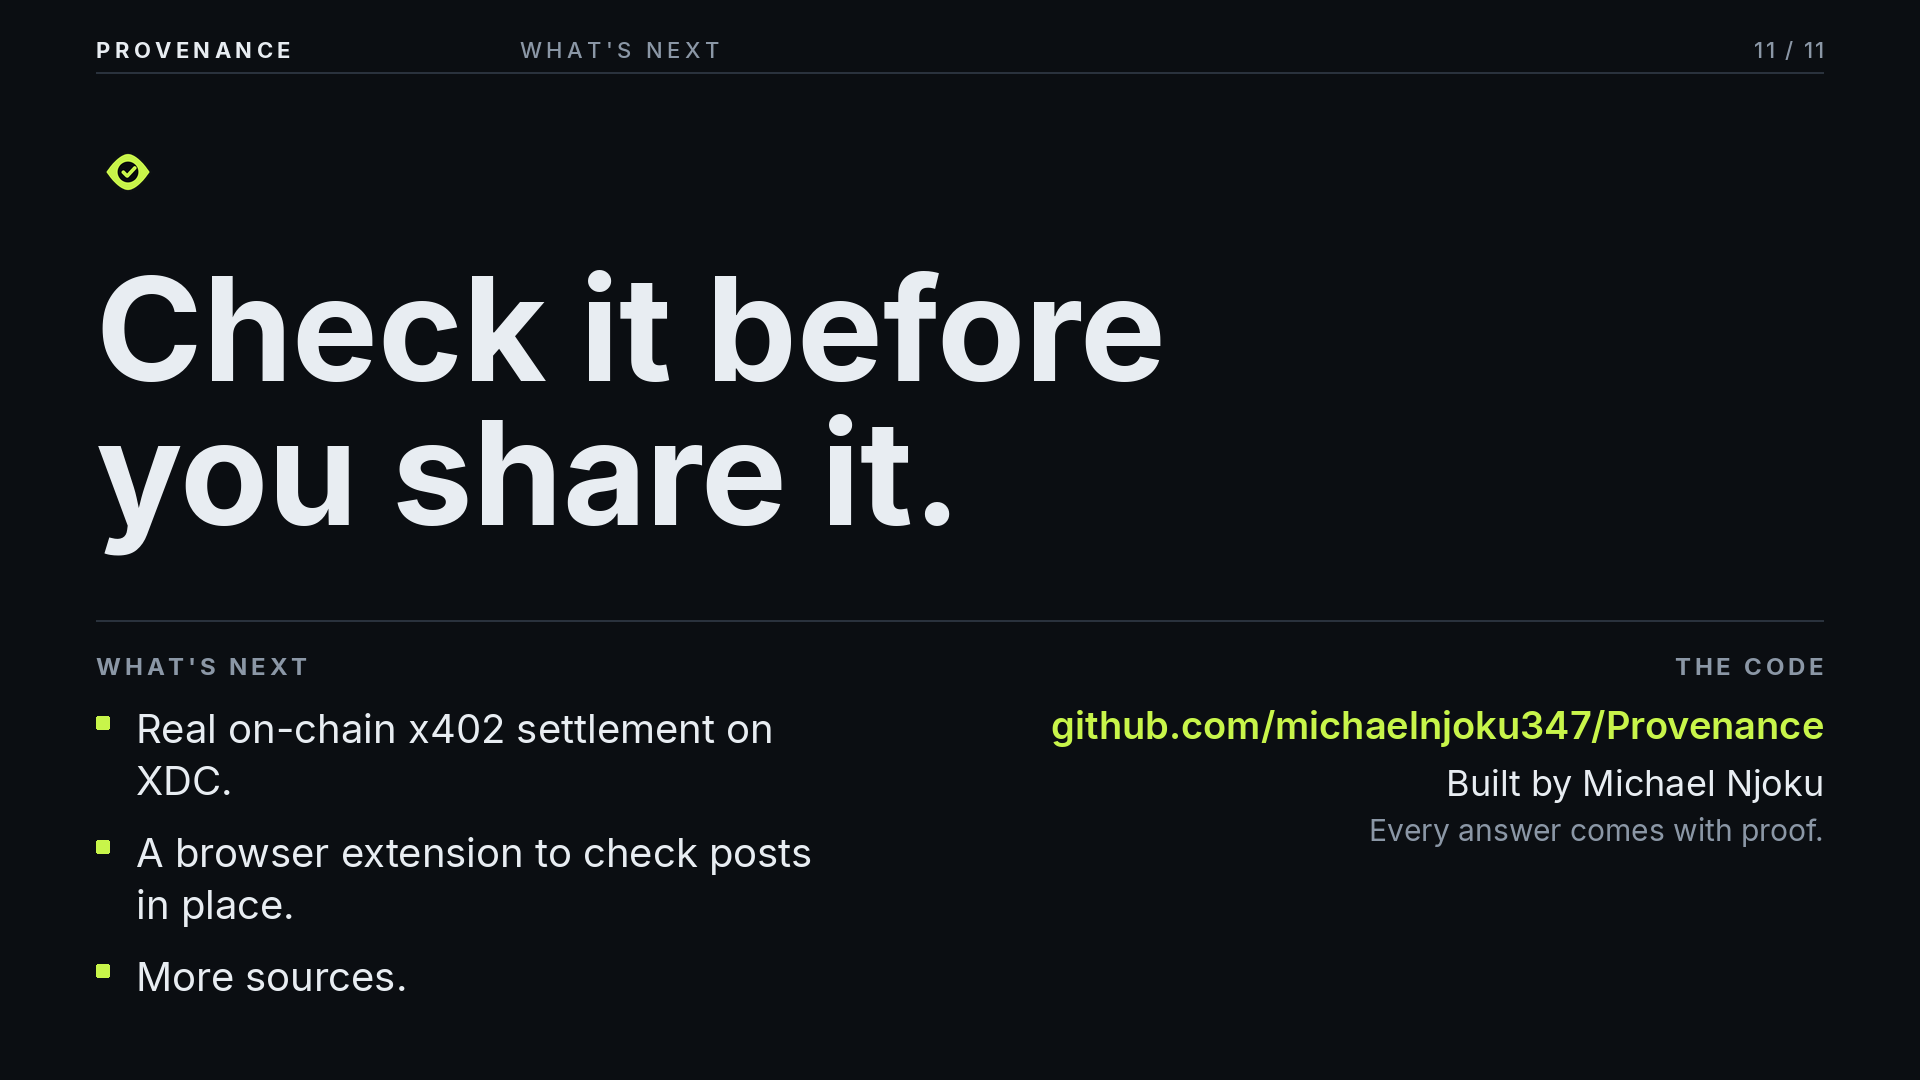 PROVENANCE
WHAT'S NEXT
11 / 11
Check it before
you share it.
WHAT'S NEXT
Real on-chain x402 settlement on
XDC.
A browser extension to check posts
in place.
More sources.
THE CODE
github.com/michaelnjoku347/Provenance
Built by Michael Njoku
Every answer comes with proof.